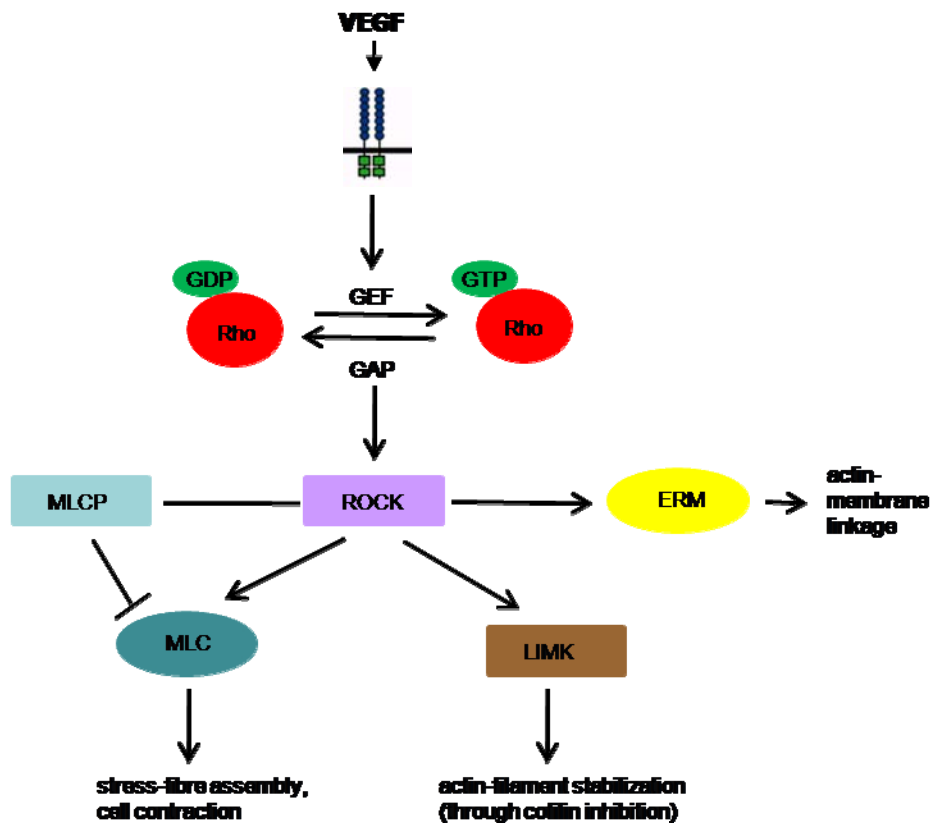 VEGF
GDP
GTP
GEF
Rho
Rho
GAP
MLCP
ROCK
ERM
actin-
membrane
linkage
MLC
LIMK
stress-fibre assembly,
cell contraction
actin-filament stabilization
(through cofilin inhibition)